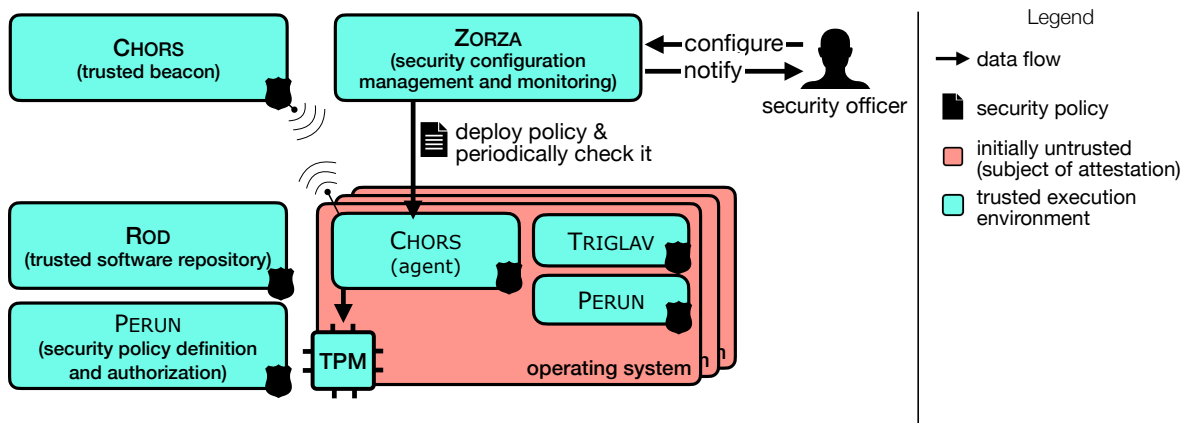 CHORS
(trusted beacon)
ZORZA
(security configuration
management and monitoring)
configure
notify
security officer
deploy policy &
periodically check it
ROD
(trusted software repository)
PERUN
(security policy definition
and authorization)
CHORS
(agent)
TRIGLAV
PERUN
TPM
operating system
m
m
Legend
data flow
security policy
initially untrusted
(subject of attestation)
trusted execution
environment